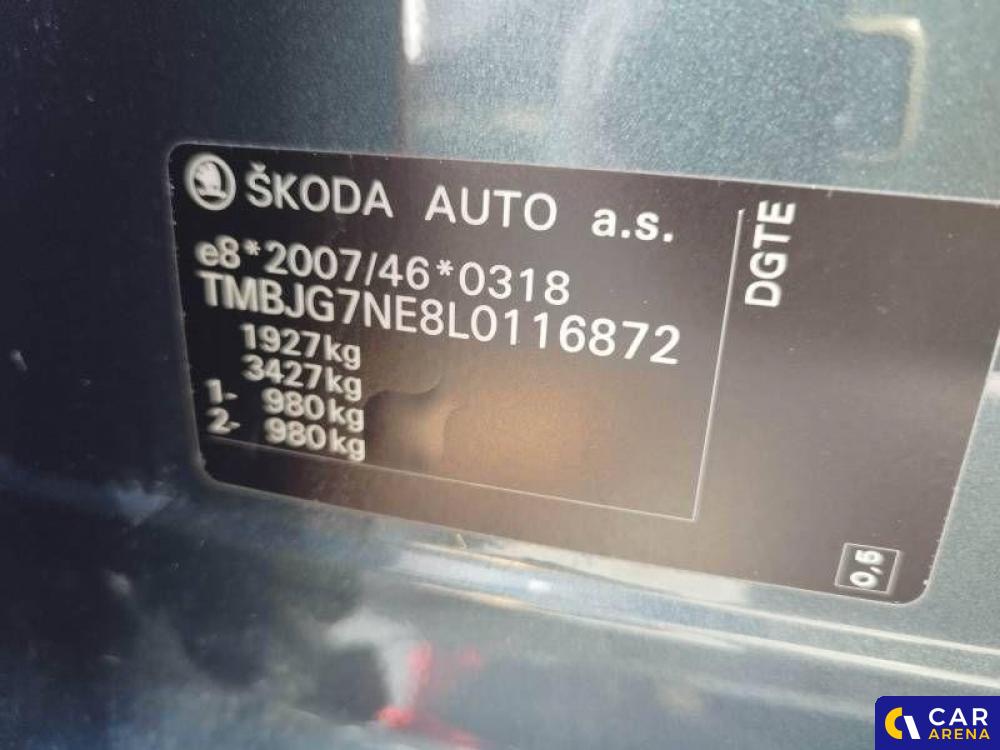 ŠKODA AUTO a.s.
e8*2007/46*0318
TMBJG7NE8L0116872
1927kg
3427kg
1- 980kg
2- 980kg
DGTE
0,5
CAR
ARENA